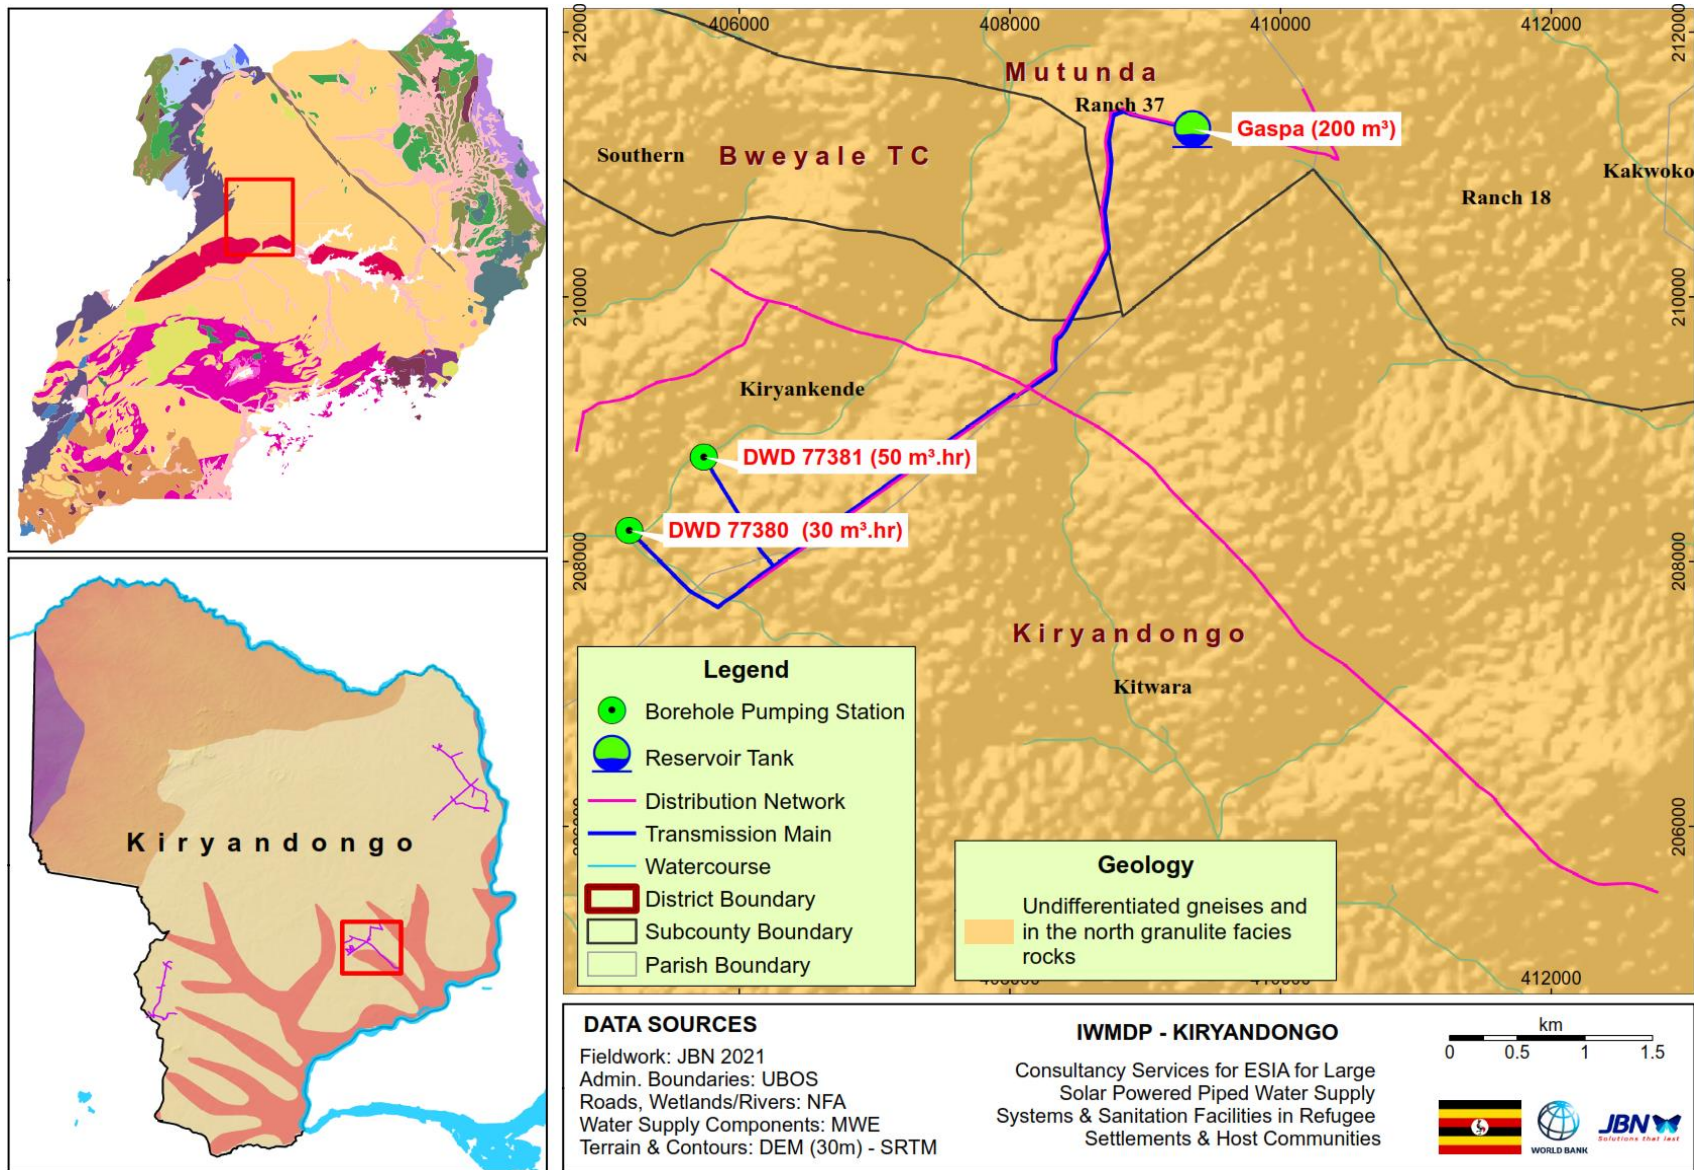 406000
408000
410000
412000
212000
212000
Mutunda
Ranch 37
Gaspa (200 m³)
Southern
Bweyale TC
Kakwoko
Ranch 18
210000
210000
Kiryankende
DWD 77381 (50 m³.hr)
DWD 77380 (30 m³.hr)
208000
208000
Kiryandongo
Kitwara
206000
Legend
Borehole Pumping Station
Reservoir Tank
Distribution Network
Transmission Main
Watercourse
District Boundary
Subcounty Boundary
Parish Boundary
Geology
Undifferentiated gneises and
in the north granulite facies
rocks
412000
Kiryandongo
DATA SOURCES
Fieldwork: JBN 2021
Admin. Boundaries: UBOS
Roads, Wetlands/Rivers: NFA
Water Supply Components: MWE
Terrain & Contours: DEM (30m) - SRTM
IWMDP - KIRYANDONGO
Consultancy Services for ESIA for Large
Solar Powered Piped Water Supply
Systems & Sanitation Facilities in Refugee
Settlements & Host Communities
km
0 0.5 1 1.5
WORLD BANK
JBN
Solutions that last